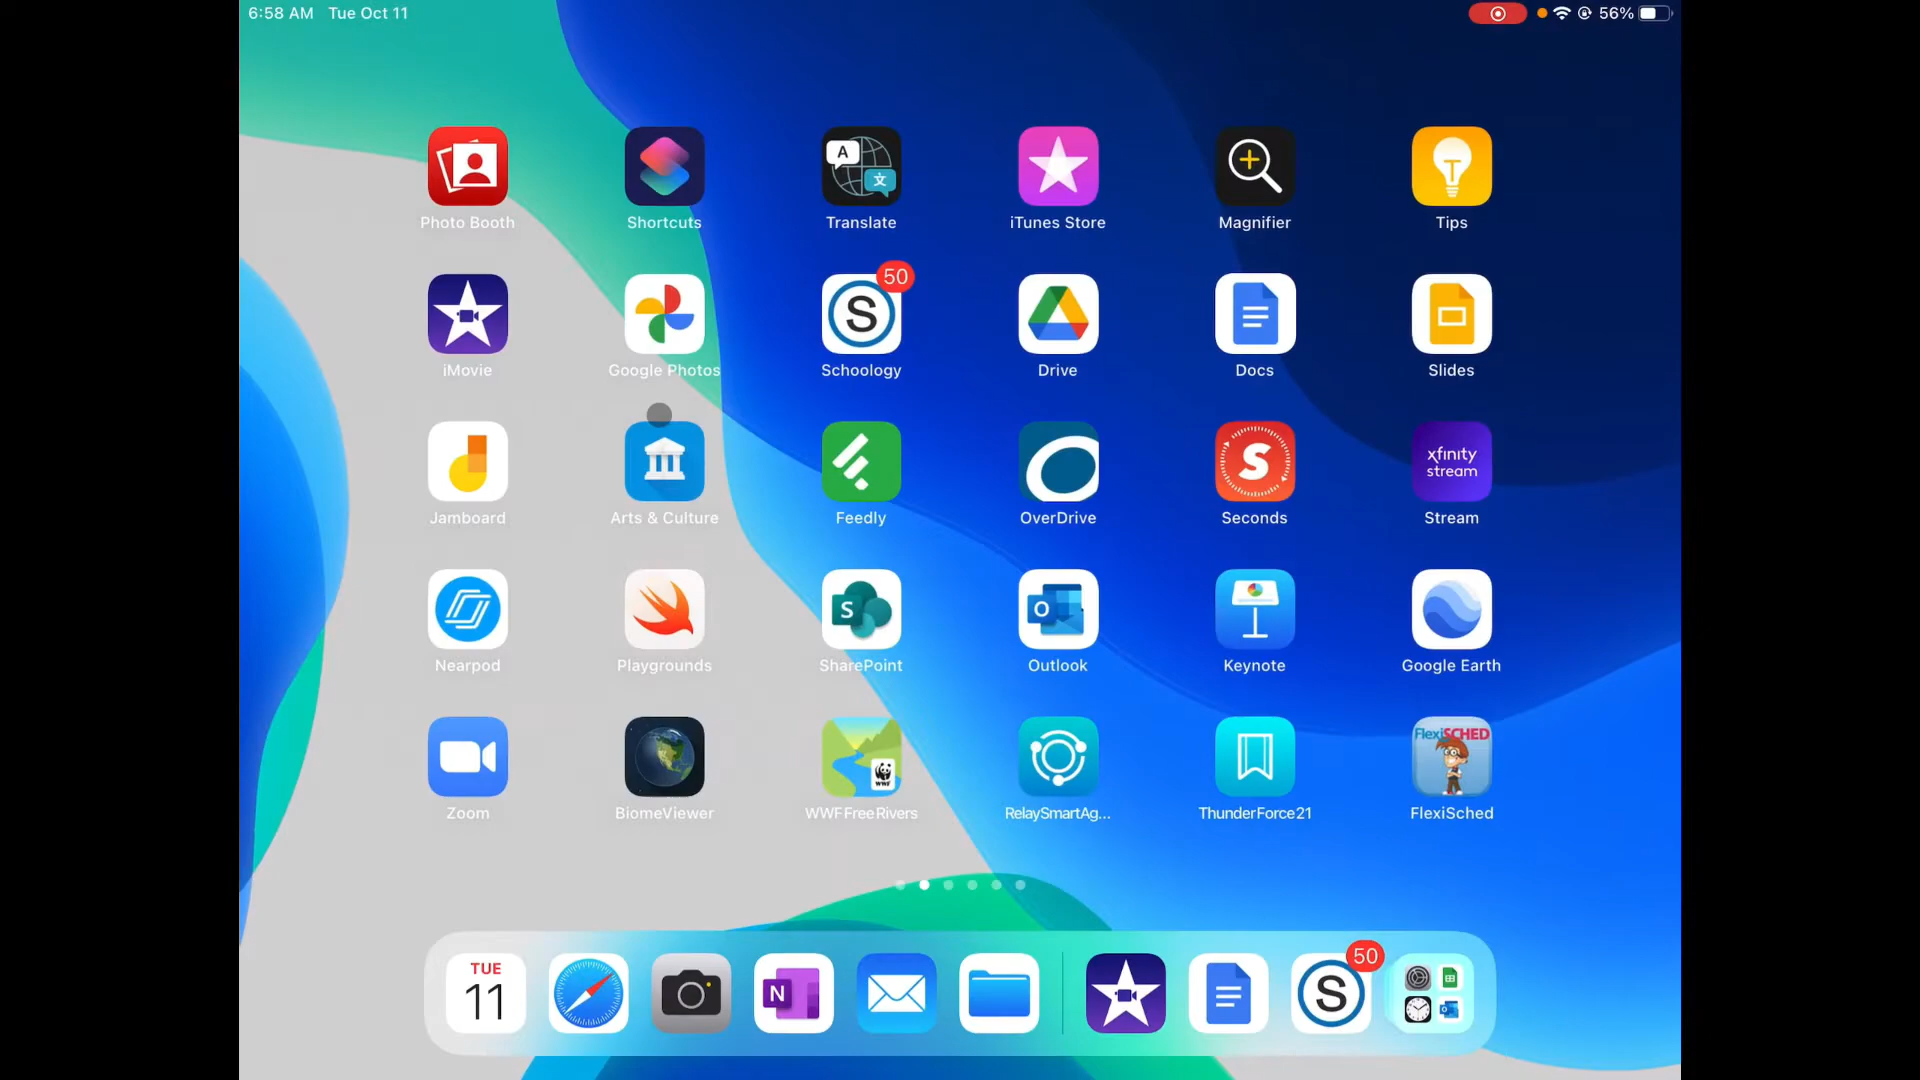 6:58 AM Tue Oct 11
56%
Photo Booth
Shortcuts
A
文
Translate
iTunes Store
Magnifier
T
Tips
iMovie
Google Photos
50
S
Schoology
Drive
Docs
Slides
Jamboard
Arts & Culture
Feedly
OverDrive
S
Seconds
xfinity
stream
Stream
Nearpod
Playgrounds
S
SharePoint
O
Outlook
Keynote
Google Earth
Zoom
BiomeViewer
WWF
WWF Free Rivers
RelaySmartAg...
ThunderForce21
FlexiSCHED
FlexiSched
TUE
11
N
50
S